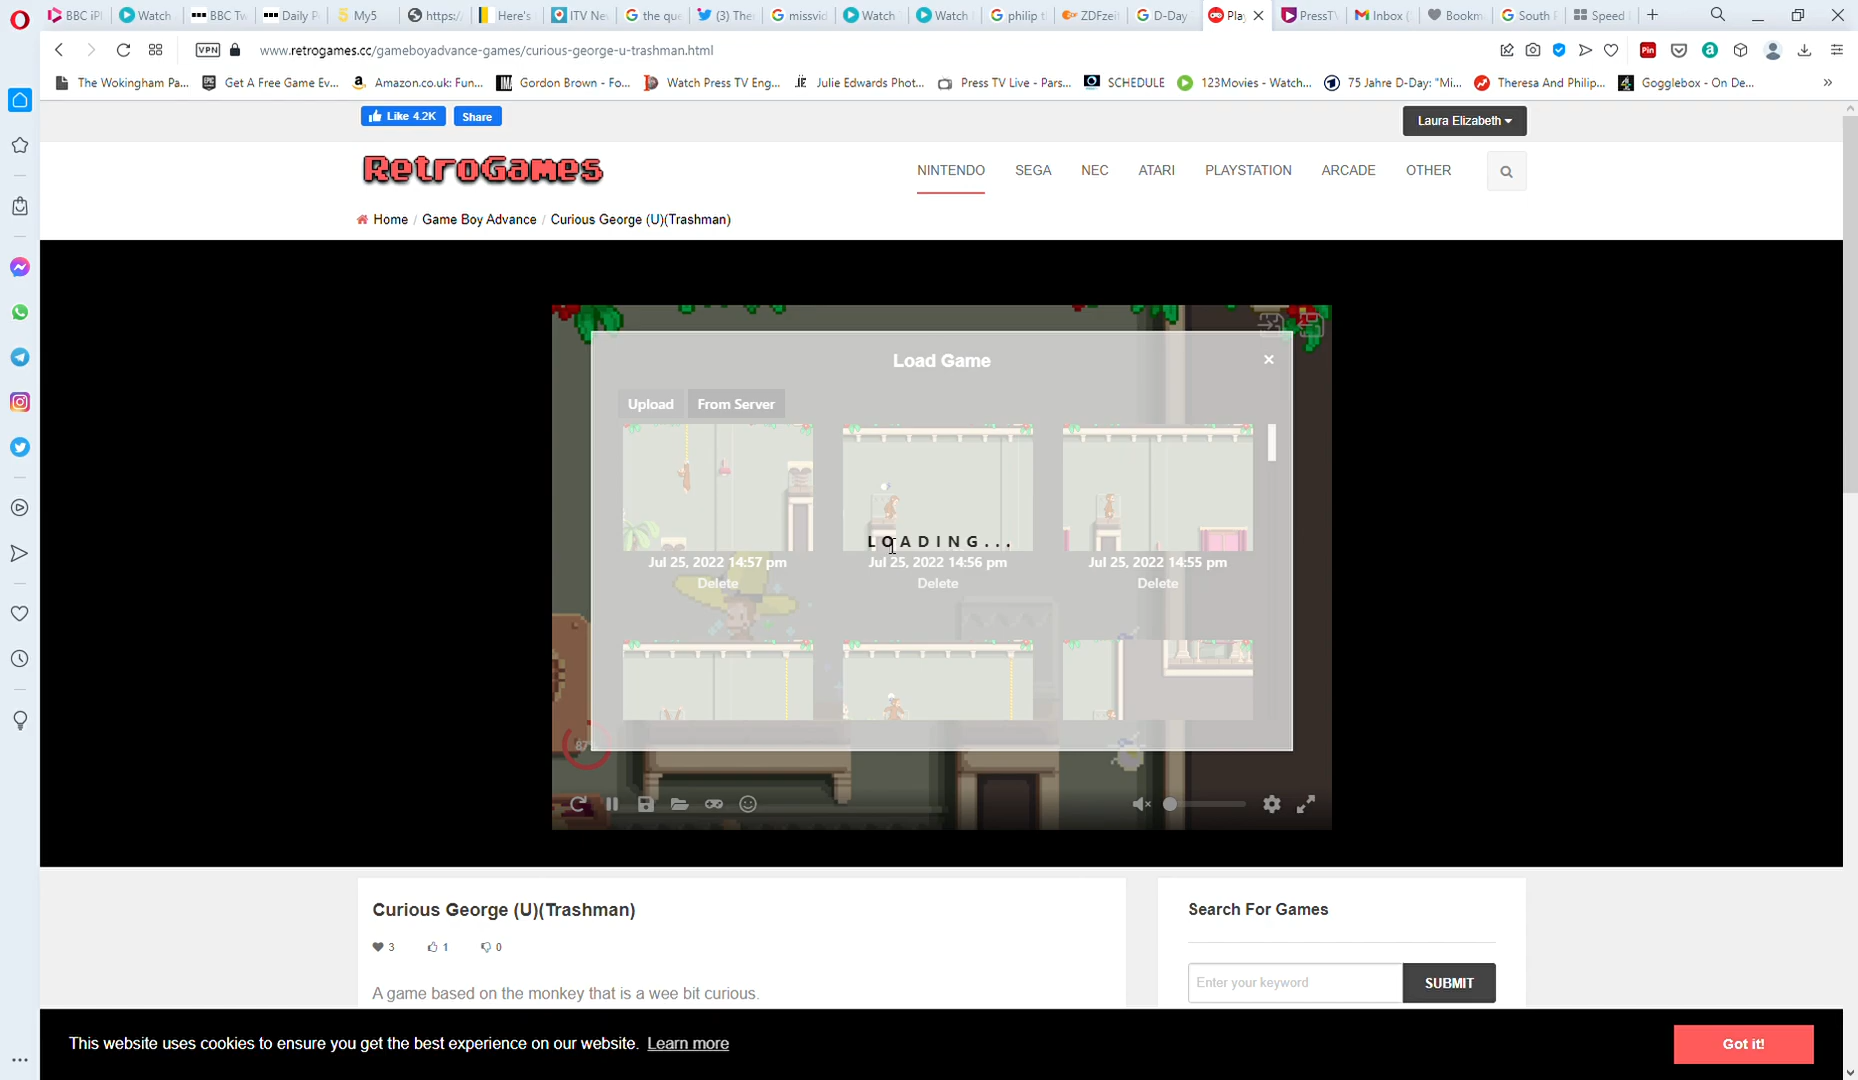 BBC iPl
Watch
BBC Tw
Daily P
My5
https:/
Here's
ITV Ne
the que
(3) The
missvid
Watch
Watch
philip t
ZDFzeit
D-Day
Play
PressT
Inbox (
Bookm
South P
Speed
VPN
www.retrogames.cc/gameboyadvance-games/curious-george-u-trashman.html
The Wokingham Pa...
Get A Free Game Ev...
Amazon.co.uk: Fun...
Gordon Brown - Fo...
Watch Press TV Eng...
Julie Edwards Phot...
Press TV Live - Pars...
SCHEDULE
123Movies - Watch...
75 Jahre D-Day: "Mi...
Theresa And Philip...
Gogglebox - On De...
Like 4.2K
Share
Laura Elizabeth
RetroGames
NINTENDO
SEGA
NEC
ATARI
PLAYSTATION
ARCADE
OTHER
Home / Game Boy Advance / Curious George (U)(Trashman)
Load Game
Upload
From Server
LOADING...
Jul 25, 2022 14:57 pm
Jul 25, 2022 14:56 pm
Jul 25, 2022 14:55 pm
Delete
Delete
Delete
Curious George (U)(Trashman)
3
1
0
A game based on the monkey that is a wee bit curious.
Search For Games
Enter your keyword
SUBMIT
This website uses cookies to ensure you get the best experience on our website. Learn more
Got it!